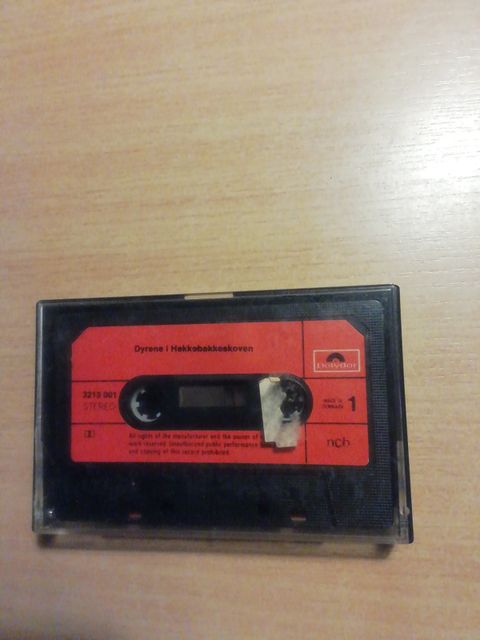 Dyrene i Hakkebakkeskoven
Polydor
3213 001
STEREO
MADE IN
DENMARK
1
All rights of the manufacturer and the owner of
work reserved. Unauthorized public performance
and copying of this record prohibited.
ncb